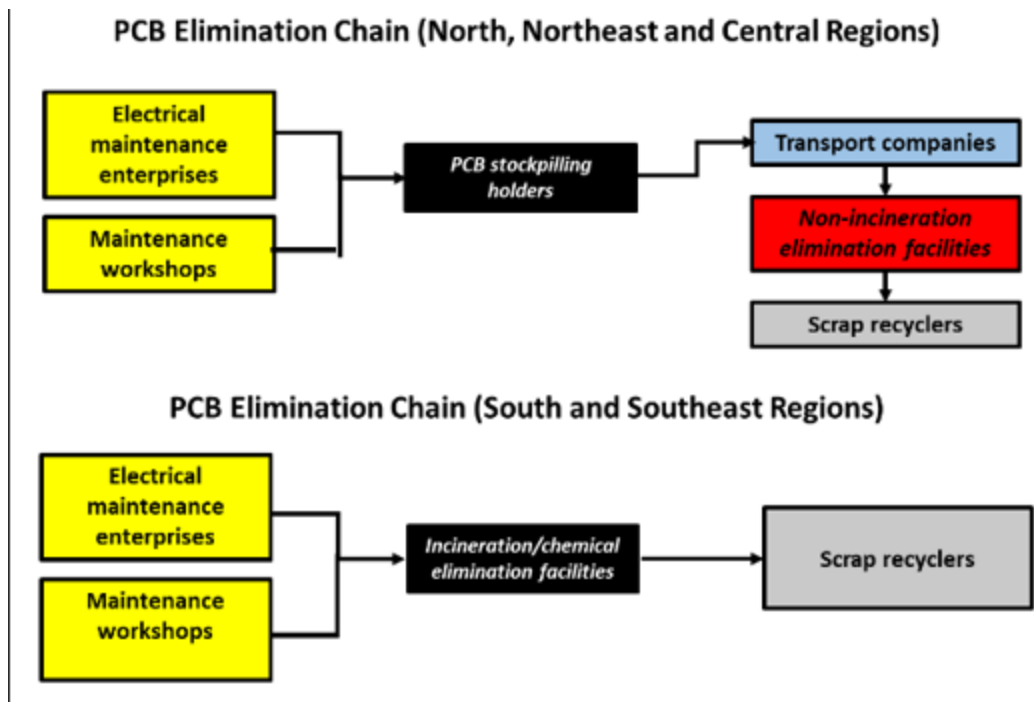 PCB Elimination Chain (North, Northeast and Central Regions)
Electrical
maintenance
enterprises
Maintenance
workshops
PCB stockpilling
holders
Transport companies
Non-incineration
elimination facilities
Scrap recyclers
PCB Elimination Chain (South and Southeast Regions)
Electrical
maintenance
enterprises
Maintenance
workshops
Incineration/chemical
elimination facilities
Scrap recyclers